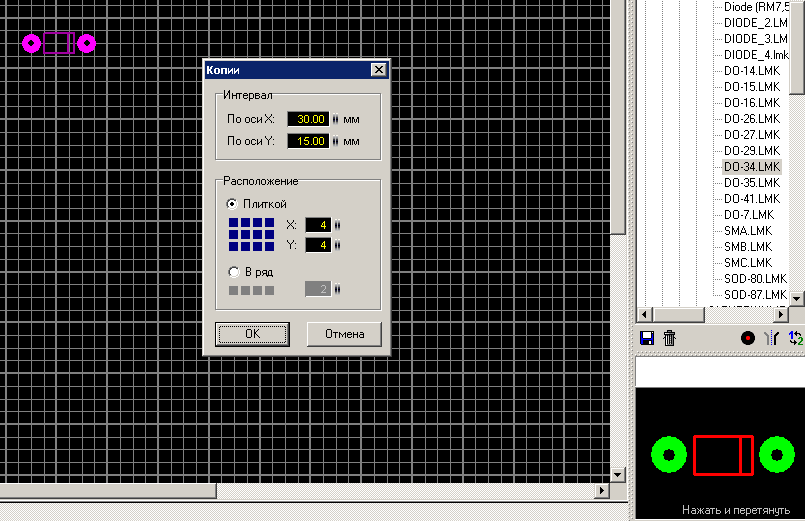 Diode (RM7,5
DIODE_2.LM
DIODE_3.LM
DIODE_4.lmk
DO-14.LMK
DO-15.LMK
DO-16.LMK
DO-26.LMK
DO-27.LMK
DO-29.LMK
DO-34.LMK
DO-35.LMK
DO-41.LMK
DO-7.LMK
SMA.LMK
SMB.LMK
SMC.LMK
SOD-80.LMK
SOD-87.LMK
Копии
Интервал
По оси X: 30.00 мм
По оси Y: 15.00 мм
Расположение
Плиткой
X: 4
Y: 4
В ряд
2
OK Отмена
Нажать и перетянуть